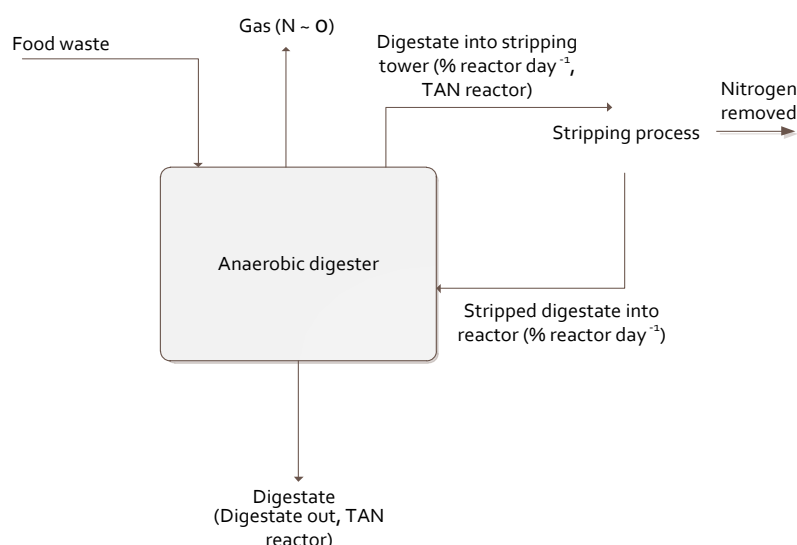 Gas (N ~ 0)
Food waste
Digestate into stripping
tower (% reactor day ⁻¹,
TAN reactor)
Nitrogen
removed
Stripping process
Anaerobic digester
Stripped digestate into
reactor (% reactor day ⁻¹)
Digestate
(Digestate out, TAN
reactor)